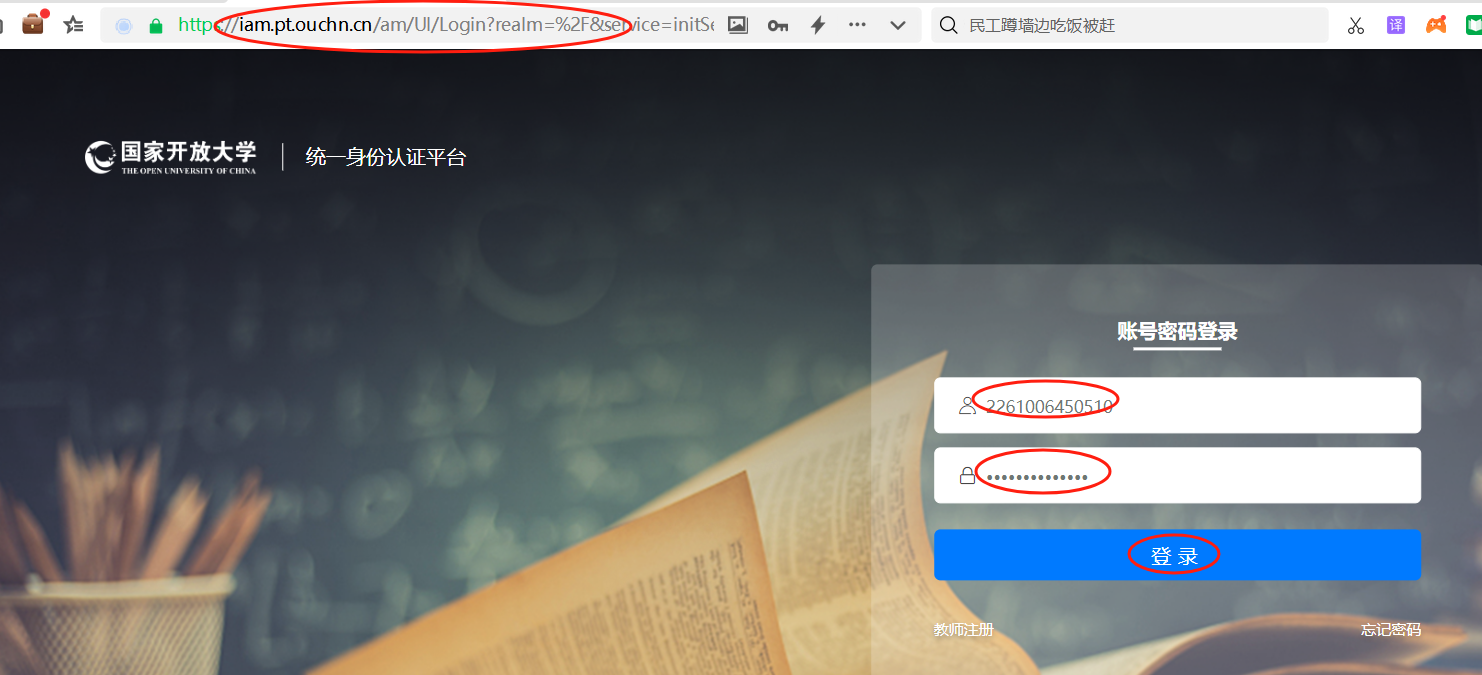 https://iam.pt.ouchn.cn/am/UI/Login?realm=%2F&service=initSe
民工蹲墙边吃饭被赶
译
国家开放大学
THE OPEN UNIVERSITY OF CHINA
统一身份认证平台
账号密码登录
2261006450510
••••••••••••••
登 录
教师注册
忘记密码